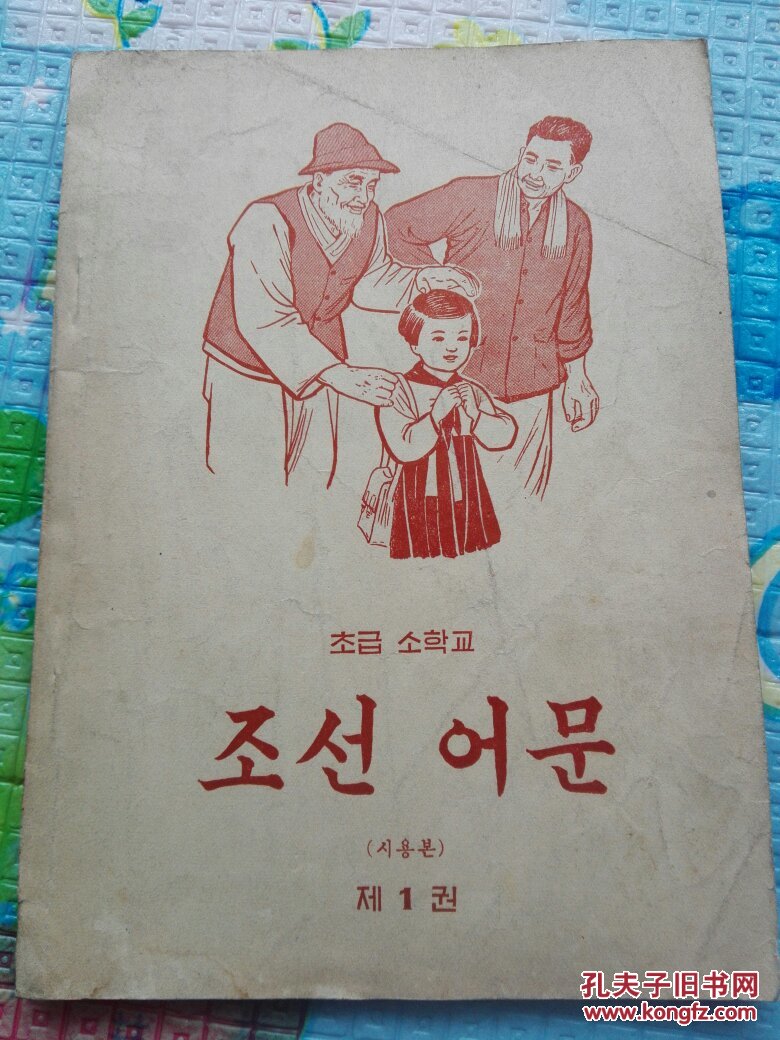 초급 소학교
조선 어문
(시용본)
제 1 권
孔夫子旧书网
www.kongfz.com